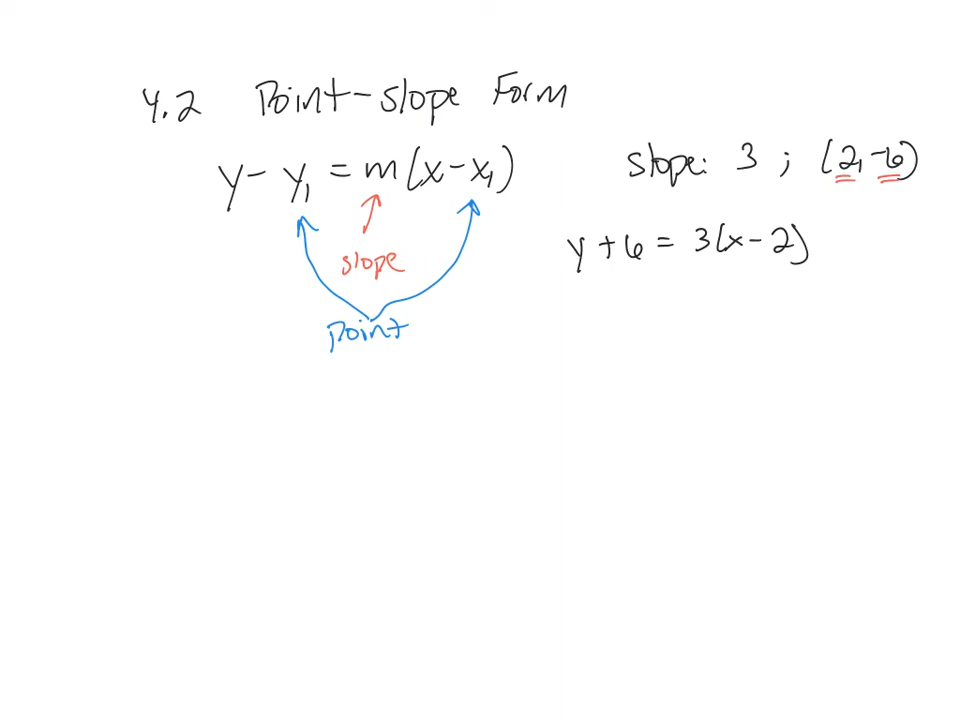 4.2 Point-slope Form
y - y₁ = m(x - x₁)
slope
point
slope: 3 ; (2, -6)
y + 6 = 3(x - 2)